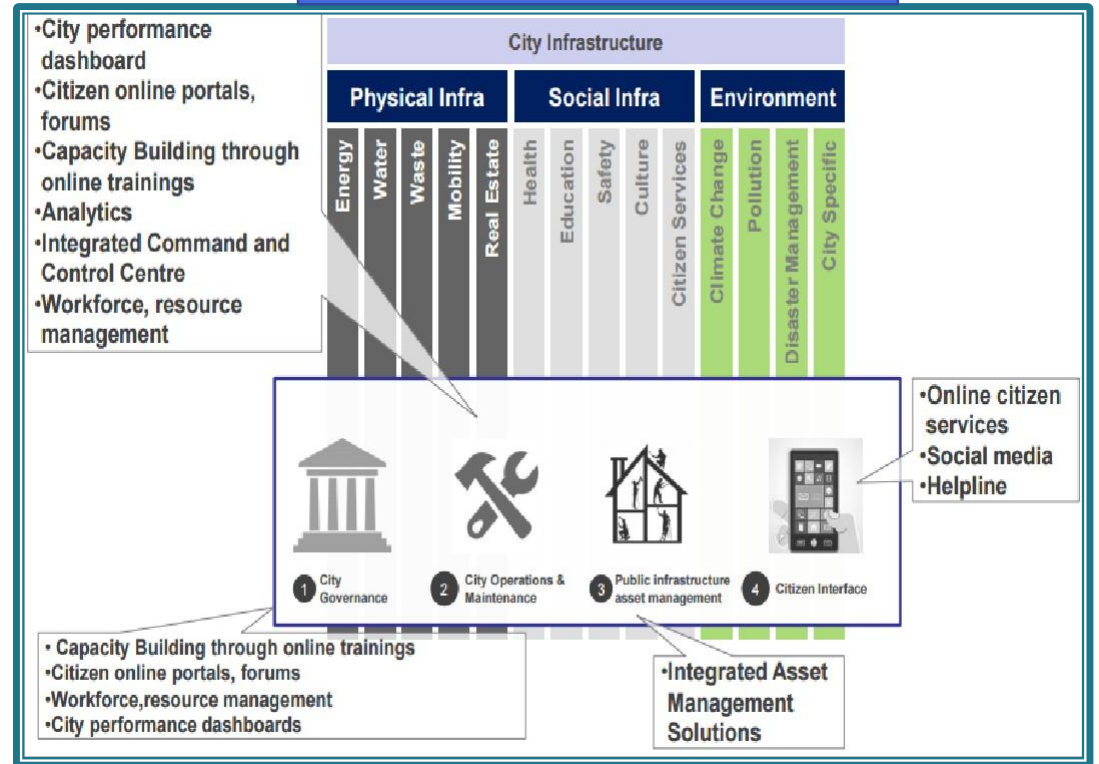 •City performance
dashboard
•Citizen online portals,
forums
•Capacity Building through
online trainings
•Analytics
•Integrated Command and
Control Centre
•Workforce, resource
management
City Infrastructure
Physical Infra
Social Infra
Environment
Energy
Water
Waste
Mobility
Real Estate
Health
Education
Safety
Culture
Citizen Services
Climate Change
Pollution
Disaster Management
City Specific
•Online citizen
services
•Social media
•Helpline
1 City
Governance
2 City Operations &
Maintenance
3 Public infrastructure
asset management
4 Citizen Interface
• Capacity Building through online trainings
•Citizen online portals, forums
•Workforce,resource management
•City performance dashboards
•Integrated Asset
Management
Solutions